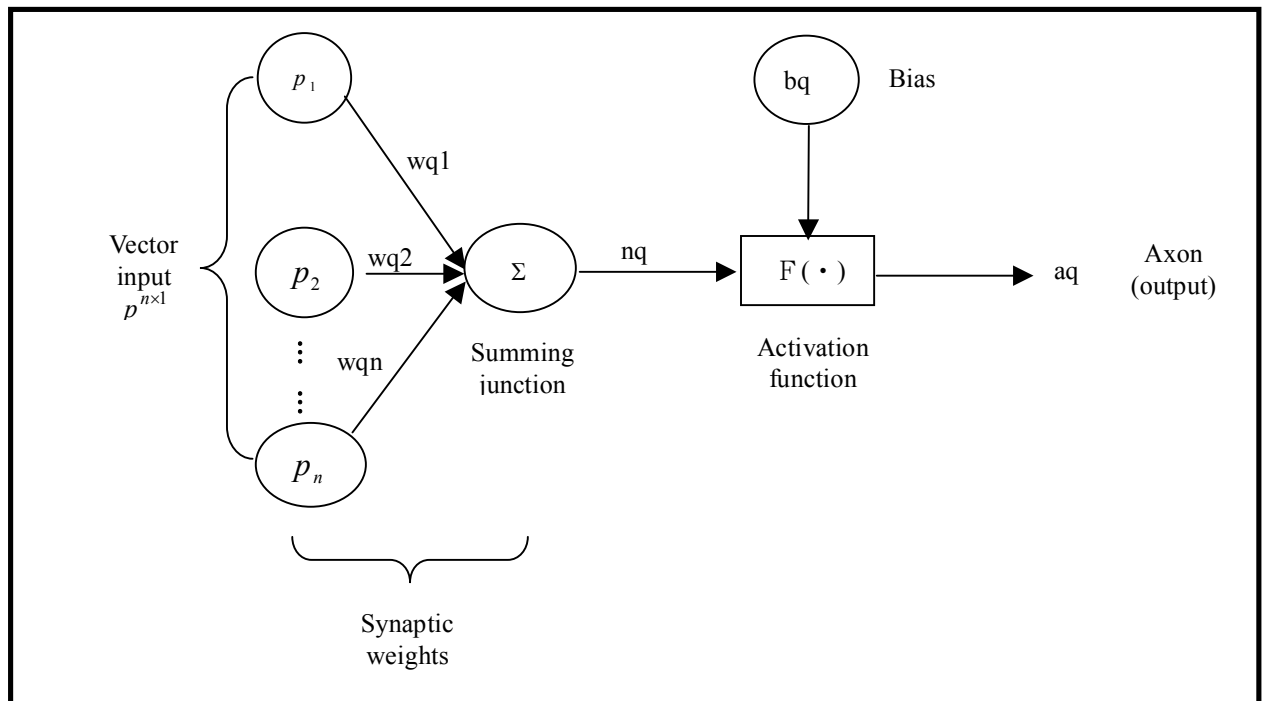 p₁
bq
Bias
wq1
Vector
input
pⁿˣ¹
p₂
wq2
Σ
nq
F(·)
aq
Axon
(output)
wqn
Summing
junction
Activation
function
pₙ
Synaptic
weights